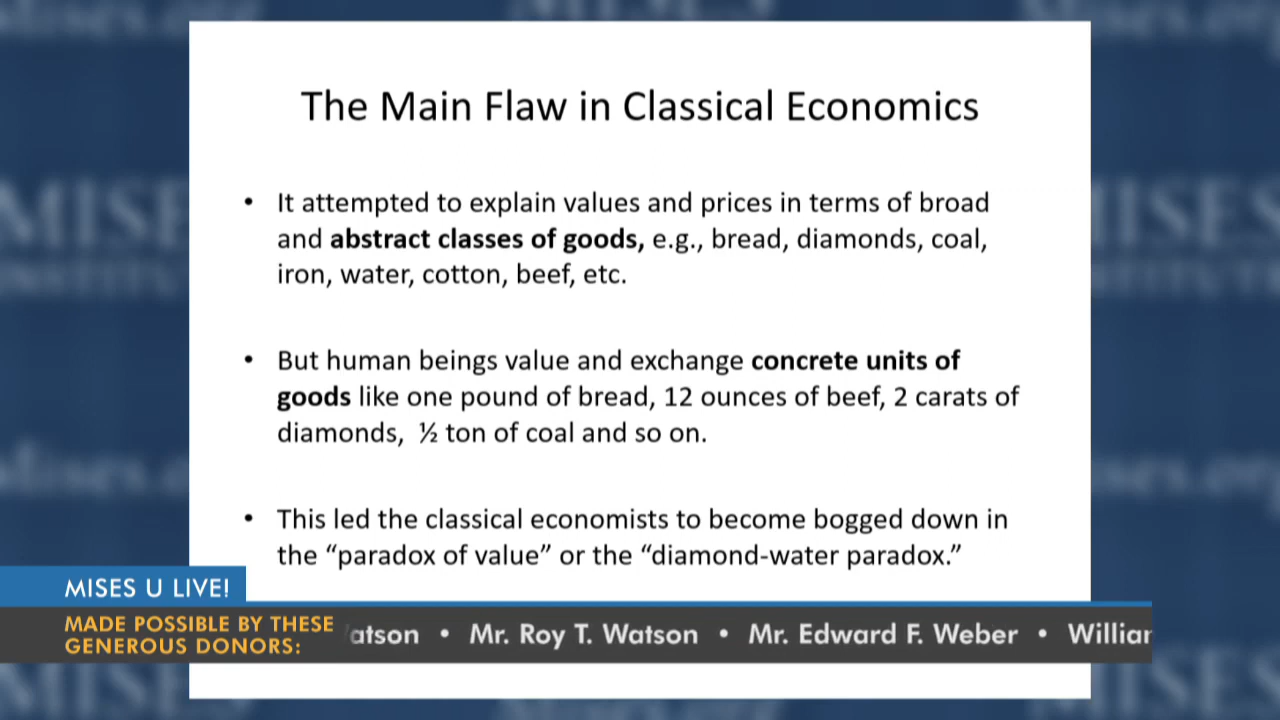 The Main Flaw in Classical Economics
• It attempted to explain values and prices in terms of broad
and abstract classes of goods, e.g., bread, diamonds, coal,
iron, water, cotton, beef, etc.
• But human beings value and exchange concrete units of
goods like one pound of bread, 12 ounces of beef, 2 carats of
diamonds, ½ ton of coal and so on.
• This led the classical economists to become bogged down in
the “paradox of value” or the “diamond-water paradox.”
MISES U LIVE!
MADE POSSIBLE BY THESE
GENEROUS DONORS:
atson • Mr. Roy T. Watson • Mr. Edward F. Weber • Williar